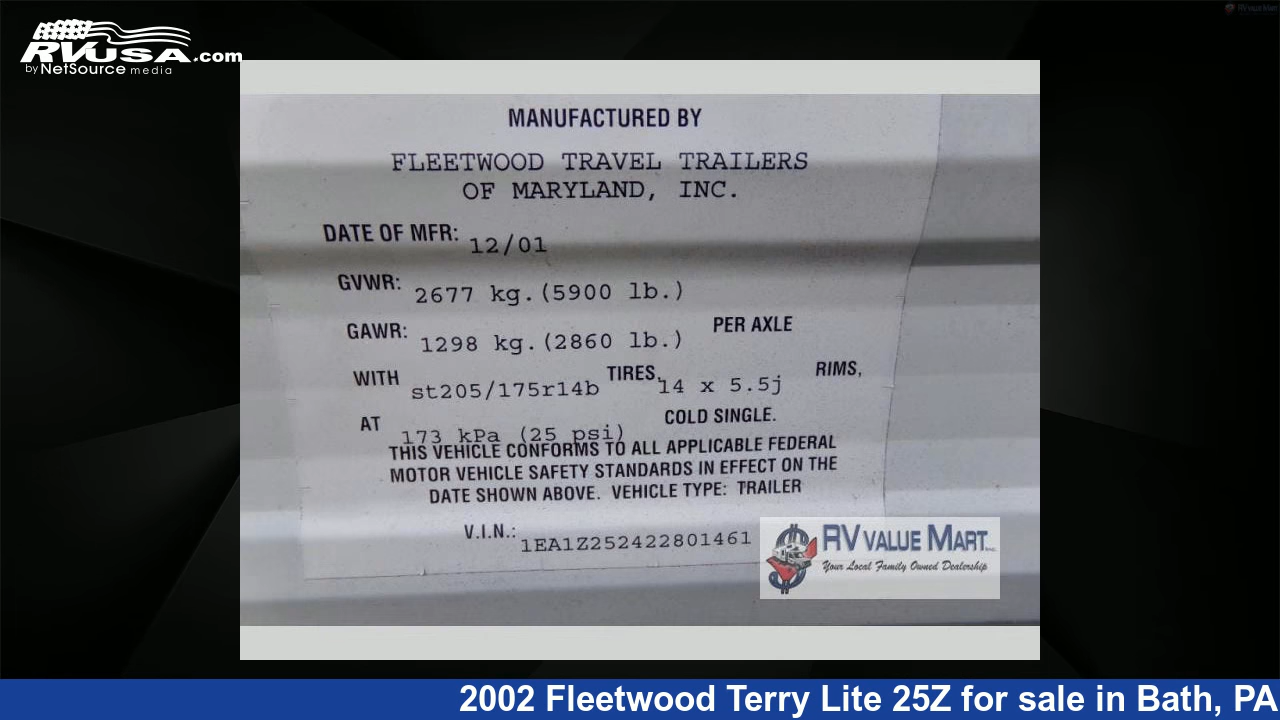 RV Value Mart
RVUSA.com
by NetSource media
MANUFACTURED BY
FLEETWOOD TRAVEL TRAILERS
OF MARYLAND, INC.
DATE OF MFR: 12/01
GVWR: 2677 kg.(5900 lb.)
GAWR: 1298 kg.(2860 lb.) PER AXLE
WITH st205/175r14b TIRES, 14 x 5.5j RIMS,
AT 173 kPa (25 psi) COLD SINGLE.
THIS VEHICLE CONFORMS TO ALL APPLICABLE FEDERAL
MOTOR VEHICLE SAFETY STANDARDS IN EFFECT ON THE
DATE SHOWN ABOVE. VEHICLE TYPE: TRAILER
V.I.N.: 1EA1Z252422801461
RV VALUE MART INC.
Your Local Family Owned Dealership
2002 Fleetwood Terry Lite 25Z for sale in Bath, PA